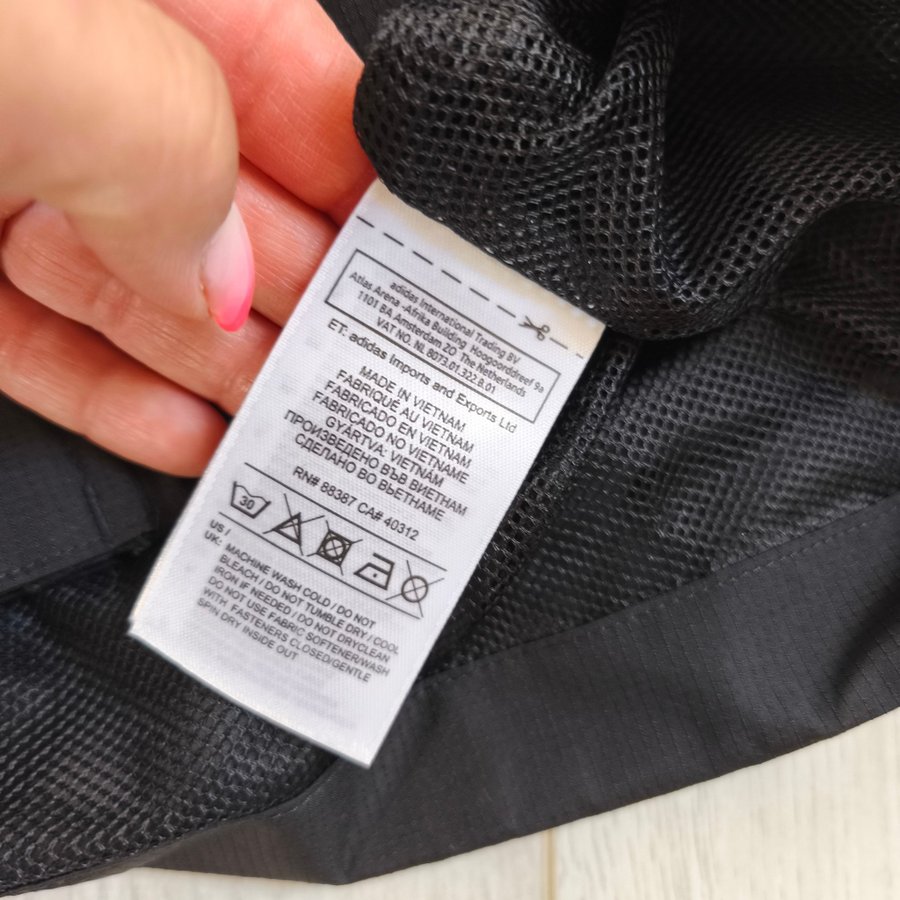 adidas International Trading BV
Atlas Arena -Afrika Building Hoogoorddreef 9a
1101 BA Amsterdam ZO The Netherlands
VAT NO. NL 8073.01.322.B.01
ET: adidas Imports and Exports Ltd
MADE IN VIETNAM
FABRIQUÉ AU VIETNAM
FABRICADO EN VIETNAM
FABRICADO NO VIETNAME
GYÁRTVA: VIETNÁM
ПРОИЗВЕДЕНО ВЪВ ВИЕТНАМ
СДЕЛАНО ВО ВЬЕТНАМЕ
RN# 88387 CA# 40312
30
US /
UK: MACHINE WASH COLD / DO NOT
BLEACH / DO NOT TUMBLE DRY / COOL
IRON IF NEEDED / DO NOT DRYCLEAN
DO NOT USE FABRIC SOFTENER/WASH
WITH FASTENERS CLOSED/GENTLE
SPIN DRY INSIDE OUT